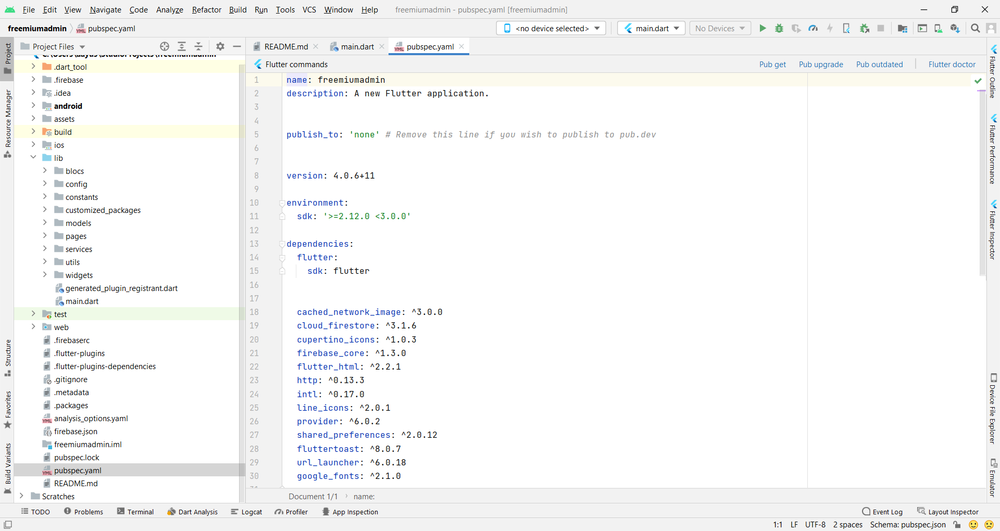 File Edit View Navigate Code Analyze Refactor Build Run Tools VCS Window Help freemiumadmin - pubspec.yaml [freemiumadmin]
freemiumadmin pubspec.yaml <no device selected> main.dart No Devices
Project Files
README.md main.dart pubspec.yaml
Flutter commands Pub get Pub upgrade Pub outdated Flutter doctor
Project
Resource Manager
Structure
Favorites
Build Variants
.dart_tool
.firebase
.idea
android
assets
build
ios
lib
blocs
config
constants
customized_packages
models
pages
services
utils
widgets
generated_plugin_registrant.dart
main.dart
test
web
.firebaserc
.flutter-plugins
.flutter-plugins-dependencies
.gitignore
.metadata
.packages
analysis_options.yaml
firebase.json
freemiumadmin.iml
pubspec.lock
pubspec.yaml
README.md
Scratches
1 name: freemiumadmin
2 description: A new Flutter application.
3
4
5 publish_to: 'none' # Remove this line if you wish to publish to pub.dev
6
7
8 version: 4.0.6+11
9
10 environment:
11 sdk: '>=2.12.0 <3.0.0'
12
13 dependencies:
14 flutter:
15 sdk: flutter
16
17
18 cached_network_image: ^3.0.0
19 cloud_firestore: ^3.1.6
20 cupertino_icons: ^1.0.3
21 firebase_core: ^1.3.0
22 flutter_html: ^2.2.1
23 http: ^0.13.3
24 intl: ^0.17.0
25 line_icons: ^2.0.1
26 provider: ^6.0.2
27 shared_preferences: ^2.0.12
28 fluttertoast: ^8.0.7
29 url_launcher: ^6.0.18
30 google_fonts: ^2.1.0
Document 1/1 › name:
Flutter Outline
Flutter Performance
Flutter Inspector
Device File Explorer
Emulator
TODO Problems Terminal Dart Analysis Logcat Profiler App Inspection Event Log Layout Inspector
1:1 LF UTF-8 2 spaces Schema: pubspec.json